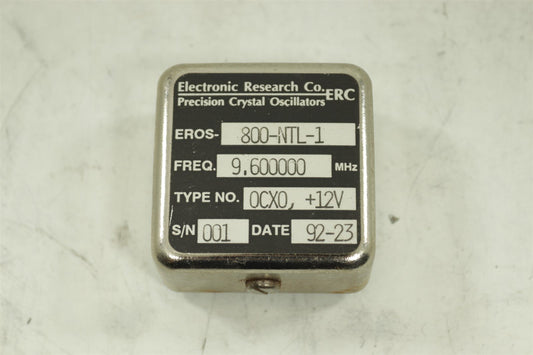 Electronic Research Co. ERC
Precision Crystal Oscillators
EROS- 800-NTL-1
FREQ. 9.600000 MHz
TYPE NO. OCXO, +12V
S/N 001 DATE 92-23